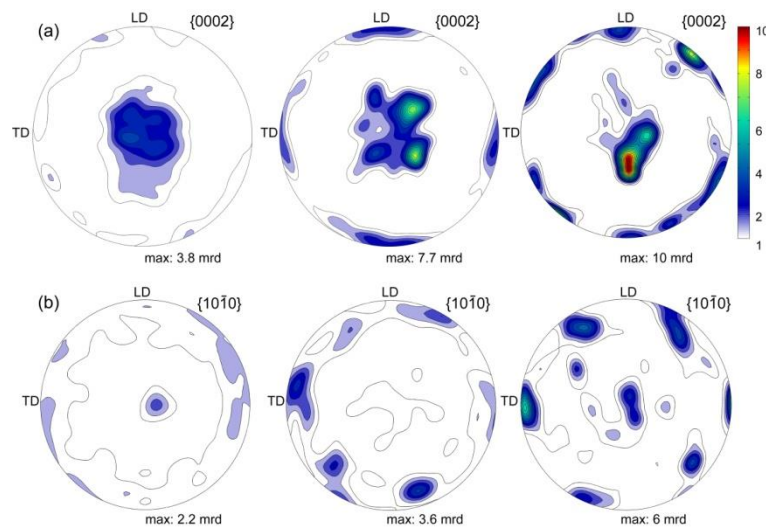 (a) LD {0002} LD {0002} LD {0002} 10
8
TD TD TD 6
4
2
1
max: 3.8 mrd max: 7.7 mrd max: 10 mrd
(b) LD {101̄0} LD {101̄0} LD {101̄0}
TD TD TD
max: 2.2 mrd max: 3.6 mrd max: 6 mrd